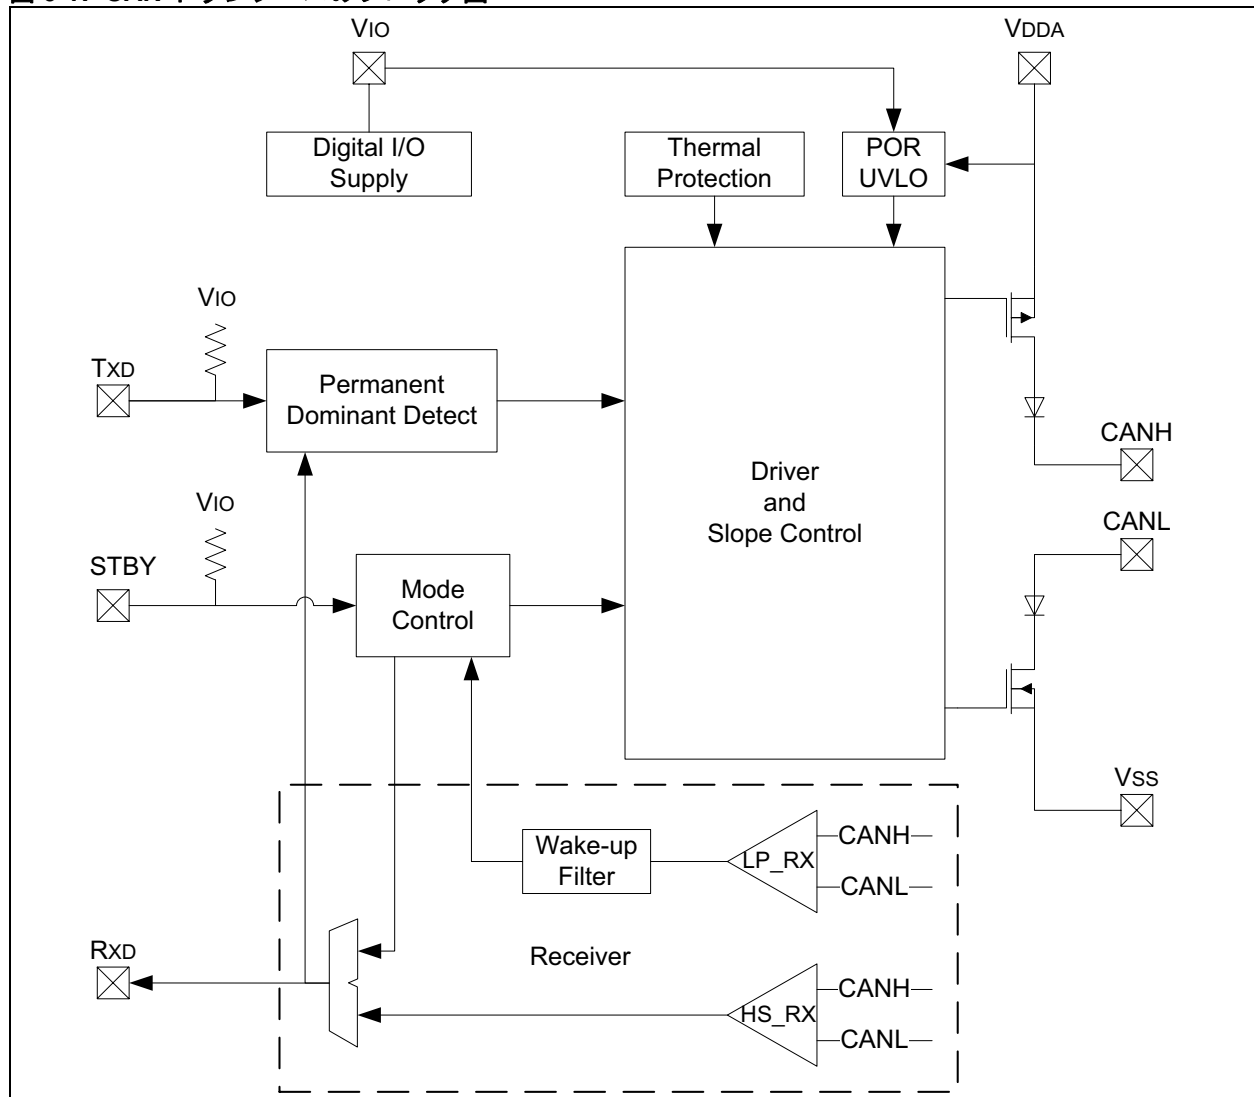 VIO
VDDA
Digital I/O
Supply
Thermal
Protection
POR
UVLO
VIO
TXD
Permanent
Dominant Detect
CANH
Driver
and
Slope Control
VIO
CANL
STBY
Mode
Control
VSS
Wake-up
Filter
LP_RX
CANH
CANL
RXD
Receiver
HS_RX
CANH
CANL